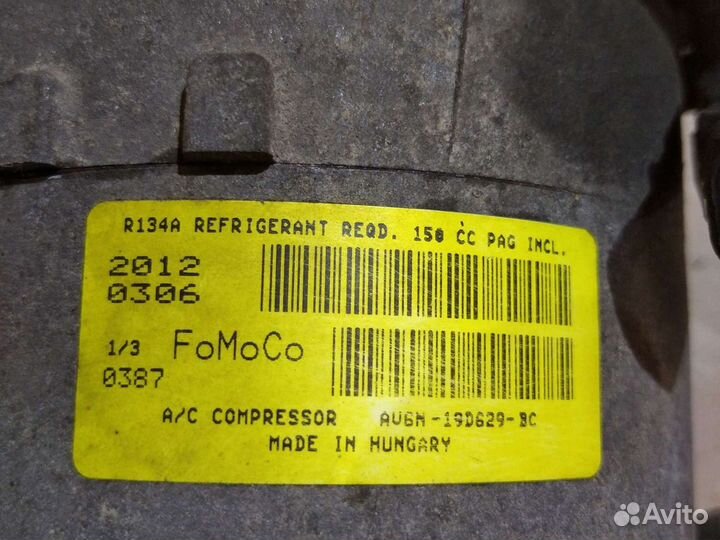 R134A REFRIGERANT REQD. 150 CC PAG INCL.
2012
0306
1/3 FoMoCo
0387
A/C COMPRESSOR AV6N-19D629-BC
MADE IN HUNGARY
Avito